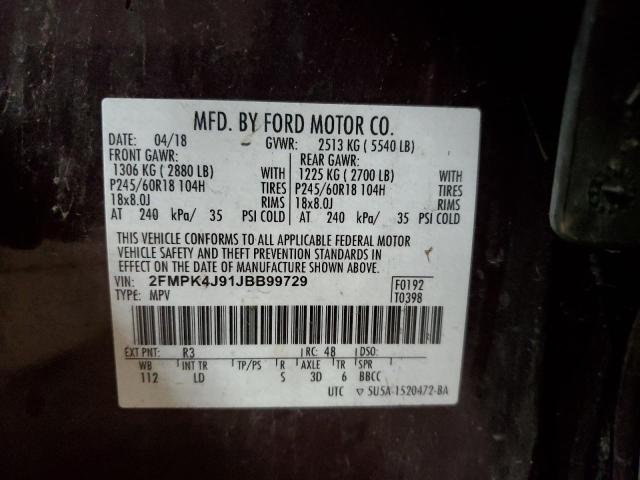 MFD. BY FORD MOTOR CO.
DATE: 04/18 GVWR: 2513 KG ( 5540 LB)
FRONT GAWR: REAR GAWR:
1306 KG ( 2880 LB) WITH 1225 KG ( 2700 LB) WITH
P245/60R18 104H TIRES P245/60R18 104H TIRES
18x8.0J RIMS 18x8.0J RIMS
AT 240 kPa/ 35 PSI COLD AT 240 kPa/ 35 PSI COLD
THIS VEHICLE CONFORMS TO ALL APPLICABLE FEDERAL MOTOR
VEHICLE SAFETY AND THEFT PREVENTION STANDARDS IN
EFFECT ON THE DATE OF MANUFACTURE SHOWN ABOVE.
VIN: 2FMPK4J91JBB99729 F0192
TYPE: MPV T0398
EXT PNT: R3 RC: 48 DSO:
WB INT TR TP/PS R AXLE TR SPR
112 LD S 3D 6 BBCC
UTC ▽ 5U5A-1520472-BA